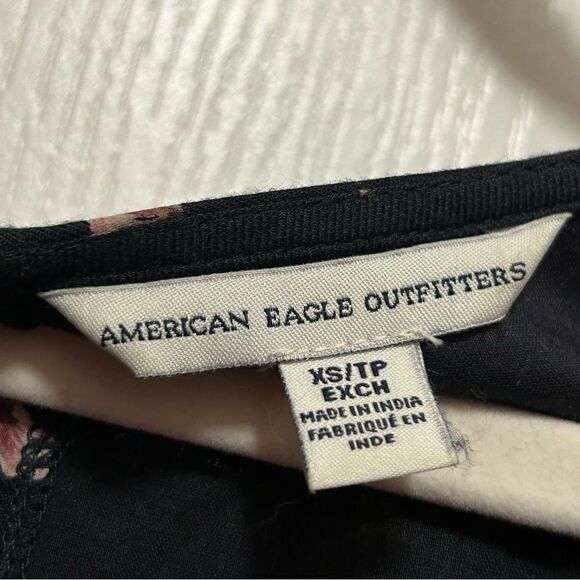 AMERICAN EAGLE OUTFITTERS
XS/TP
EXCH
MADE IN INDIA
FABRIQUÉ EN
INDE